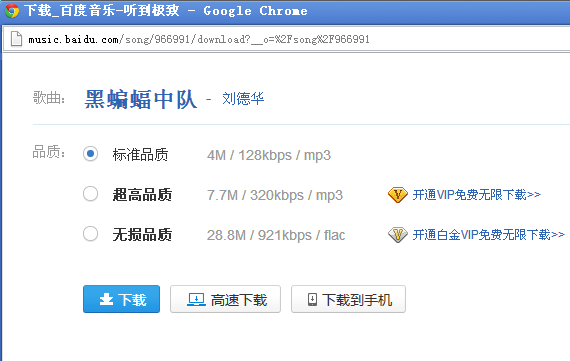 下载_百度音乐-听到极致 - Google Chrome
music.baidu.com/song/966991/download?__o=%2Fsong%2F966991
歌曲: 黑蝙蝠中队 - 刘德华
品质: 标准品质 4M / 128kbps / mp3
超高品质 7.7M / 320kbps / mp3 开通VIP免费无限下载>>
无损品质 28.8M / 921kbps / flac 开通白金VIP免费无限下载>>
下载 高速下载 下载到手机